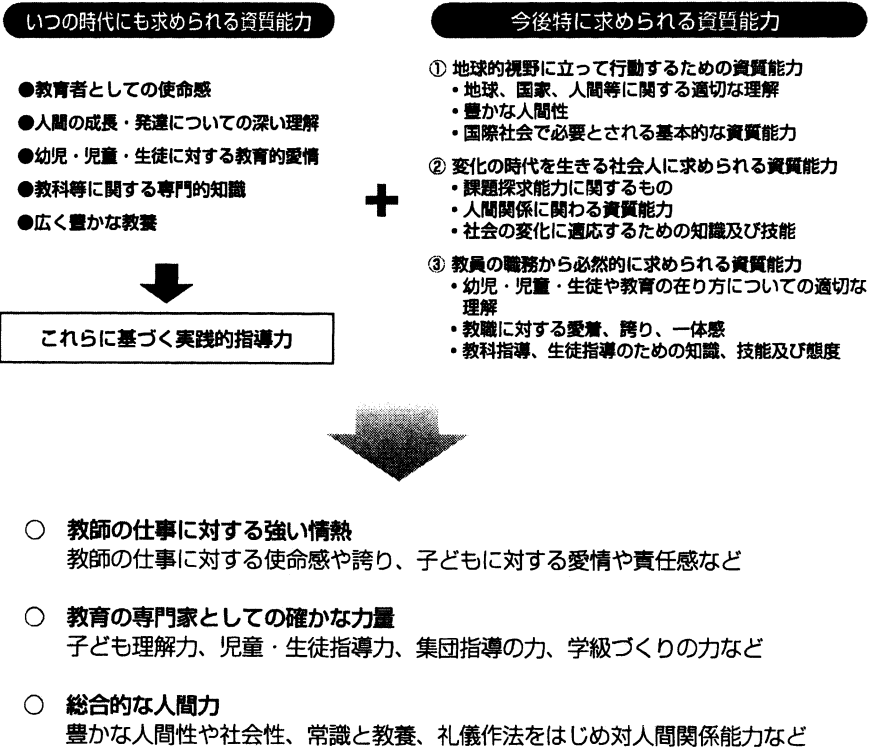 いつの時代にも求められる資質能力
●教育者としての使命感
●人間の成長・発達についての深い理解
●幼児・児童・生徒に対する教育的愛情
●教科等に関する専門的知識
●広く豊かな教養
これらに基づく実践的指導力
+
今後特に求められる資質能力
① 地球的視野に立って行動するための資質能力
・地球、国家、人間等に関する適切な理解
・豊かな人間性
・国際社会で必要とされる基本的な資質能力
② 変化の時代を生きる社会人に求められる資質能力
・課題探求能力に関するもの
・人間関係に関わる資質能力
・社会の変化に適応するための知識及び技能
③ 教員の職務から必然的に求められる資質能力
・幼児・児童・生徒や教育の在り方についての適切な
理解
・教職に対する愛着、誇り、一体感
・教科指導、生徒指導のための知識、技能及び態度
○ 教師の仕事に対する強い情熱
教師の仕事に対する使命感や誇り、子どもに対する愛情や責任感など
○ 教育の専門家としての確かな力量
子ども理解力、児童・生徒指導力、集団指導の力、学級づくりの力など
○ 総合的な人間力
豊かな人間性や社会性、常識と教養、礼儀作法をはじめ対人間関係能力など